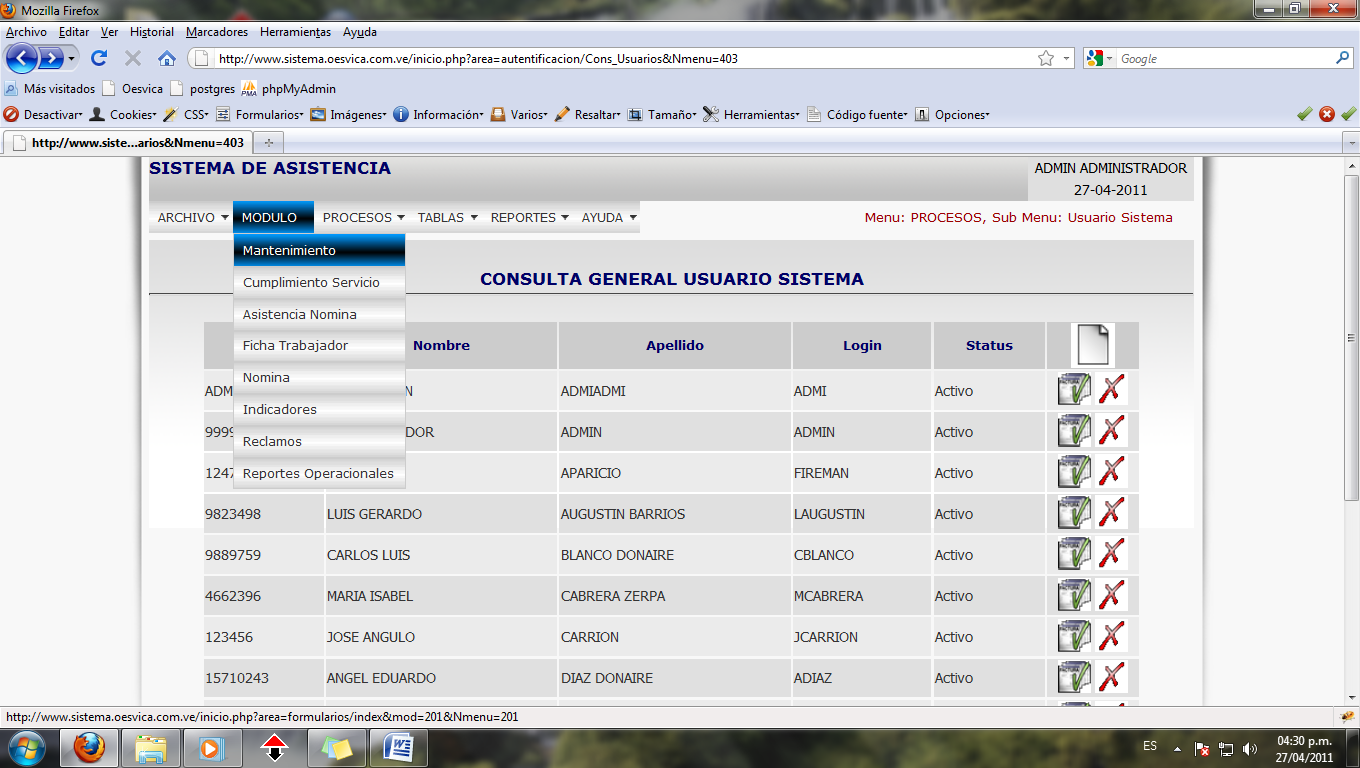 Mozilla Firefox
Archivo Editar Ver Historial Marcadores Herramientas Ayuda
http://www.sistema.oesvica.com.ve/inicio.php?area=autentificacion/Cons_Usuarios&Nmenu=403 Google
Más visitados Oesvica postgres PMA phpMyAdmin
Desactivar Cookies CSS Formularios Imágenes Información Varios Resaltar Tamaño Herramientas Código fuente Opciones
http://www.siste...arios&Nmenu=403
SISTEMA DE ASISTENCIA ADMIN ADMINISTRADOR
27-04-2011
ARCHIVO MODULO PROCESOS TABLAS REPORTES AYUDA Menu: PROCESOS, Sub Menu: Usuario Sistema
Mantenimiento
Cumplimiento Servicio
Asistencia Nomina
Ficha Trabajador
Nomina
Indicadores
Reclamos
Reportes Operacionales
CONSULTA GENERAL USUARIO SISTEMA
Nombre Apellido Login Status
ADM N ADMIADMI ADMI Activo
9999 DOR ADMIN ADMIN Activo
1247 APARICIO FIREMAN Activo
9823498 LUIS GERARDO AUGUSTIN BARRIOS LAUGUSTIN Activo
9889759 CARLOS LUIS BLANCO DONAIRE CBLANCO Activo
4662396 MARIA ISABEL CABRERA ZERPA MCABRERA Activo
123456 JOSE ANGULO CARRION JCARRION Activo
15710243 ANGEL EDUARDO DIAZ DONAIRE ADIAZ Activo
http://www.sistema.oesvica.com.ve/inicio.php?area=formularios/index&mod=201&Nmenu=201
ES 04:30 p.m.
27/04/2011